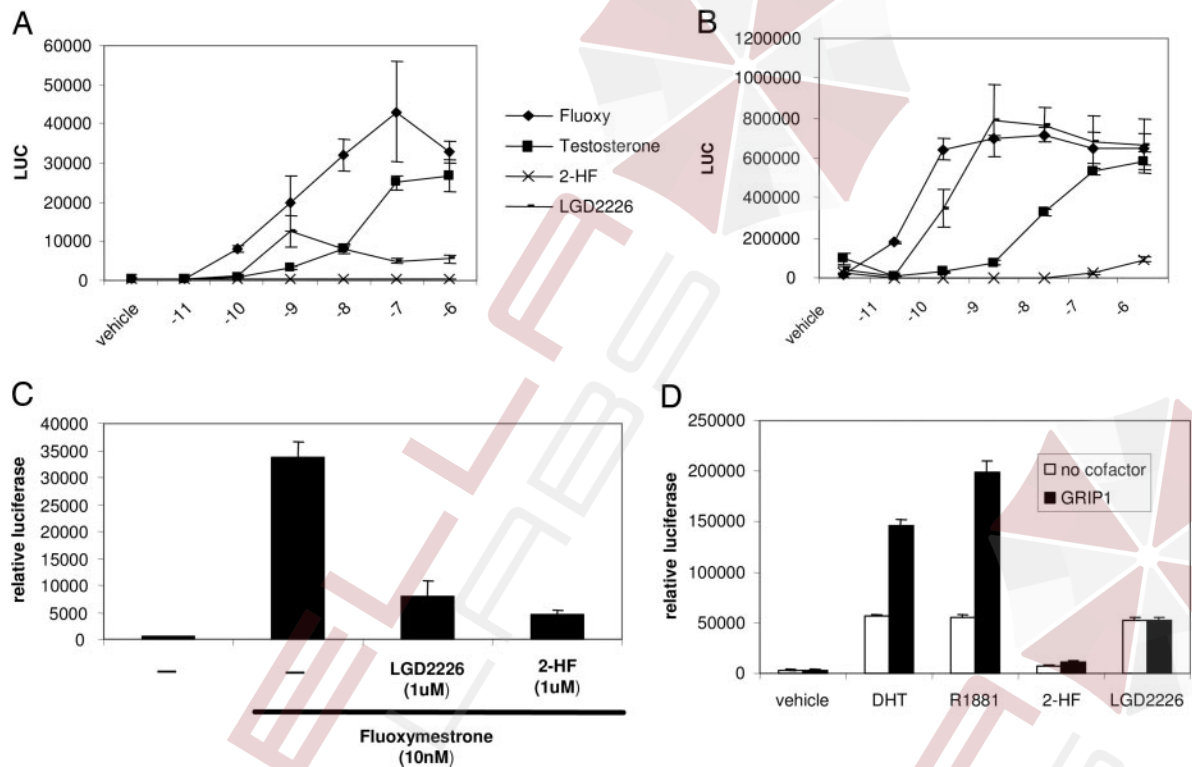 A
LUC
60000
50000
40000
30000
20000
10000
0
vehicle
-11
-10
-9
-8
-7
-6
Fluoxy
Testosterone
2-HF
LGD2226
B
LUC
1200000
1000000
800000
600000
400000
200000
0
vehicle
-11
-10
-9
-8
-7
-6
C
relative luciferase
40000
35000
30000
25000
20000
15000
10000
5000
0
—
—
LGD2226
(1uM)
2-HF
(1uM)
Fluoxymestrone
(10nM)
D
relative luciferase
250000
200000
150000
100000
50000
0
no cofactor
GRIP1
vehicle
DHT
R1881
2-HF
LGD2226
LABS